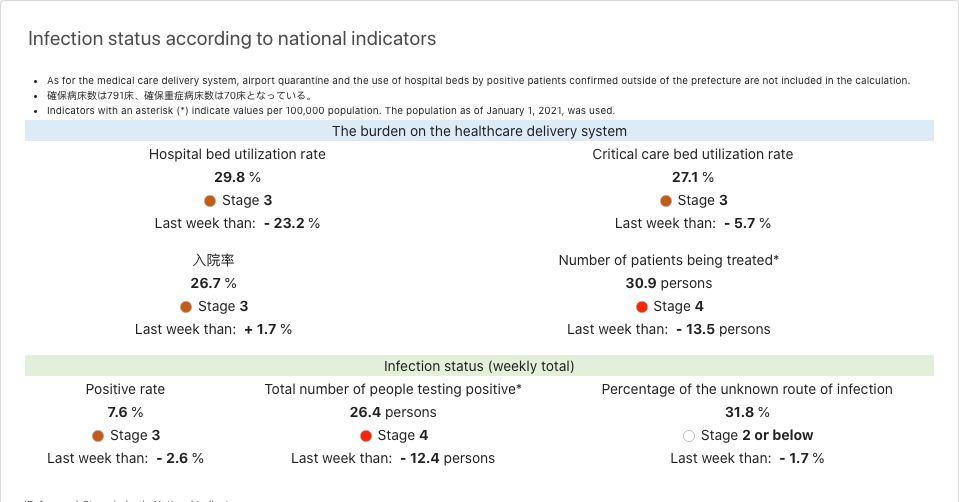 Infection status according to national indicators
• As for the medical care delivery system, airport quarantine and the use of hospital beds by positive patients confirmed outside of the prefecture are not included in the calculation.
• 確保病床数は791床、確保重症病床数は70床となっている。
• Indicators with an asterisk (*) indicate values per 100,000 population. The population as of January 1, 2021, was used.
The burden on the healthcare delivery system
Hospital bed utilization rate
29.8 %
Stage 3
Last week than: - 23.2 %
Critical care bed utilization rate
27.1 %
Stage 3
Last week than: - 5.7 %
入院率
26.7 %
Stage 3
Last week than: + 1.7 %
Number of patients being treated*
30.9 persons
Stage 4
Last week than: - 13.5 persons
Infection status (weekly total)
Positive rate
7.6 %
Stage 3
Last week than: - 2.6 %
Total number of people testing positive*
26.4 persons
Stage 4
Last week than: - 12.4 persons
Percentage of the unknown route of infection
31.8 %
Stage 2 or below
Last week than: - 1.7 %